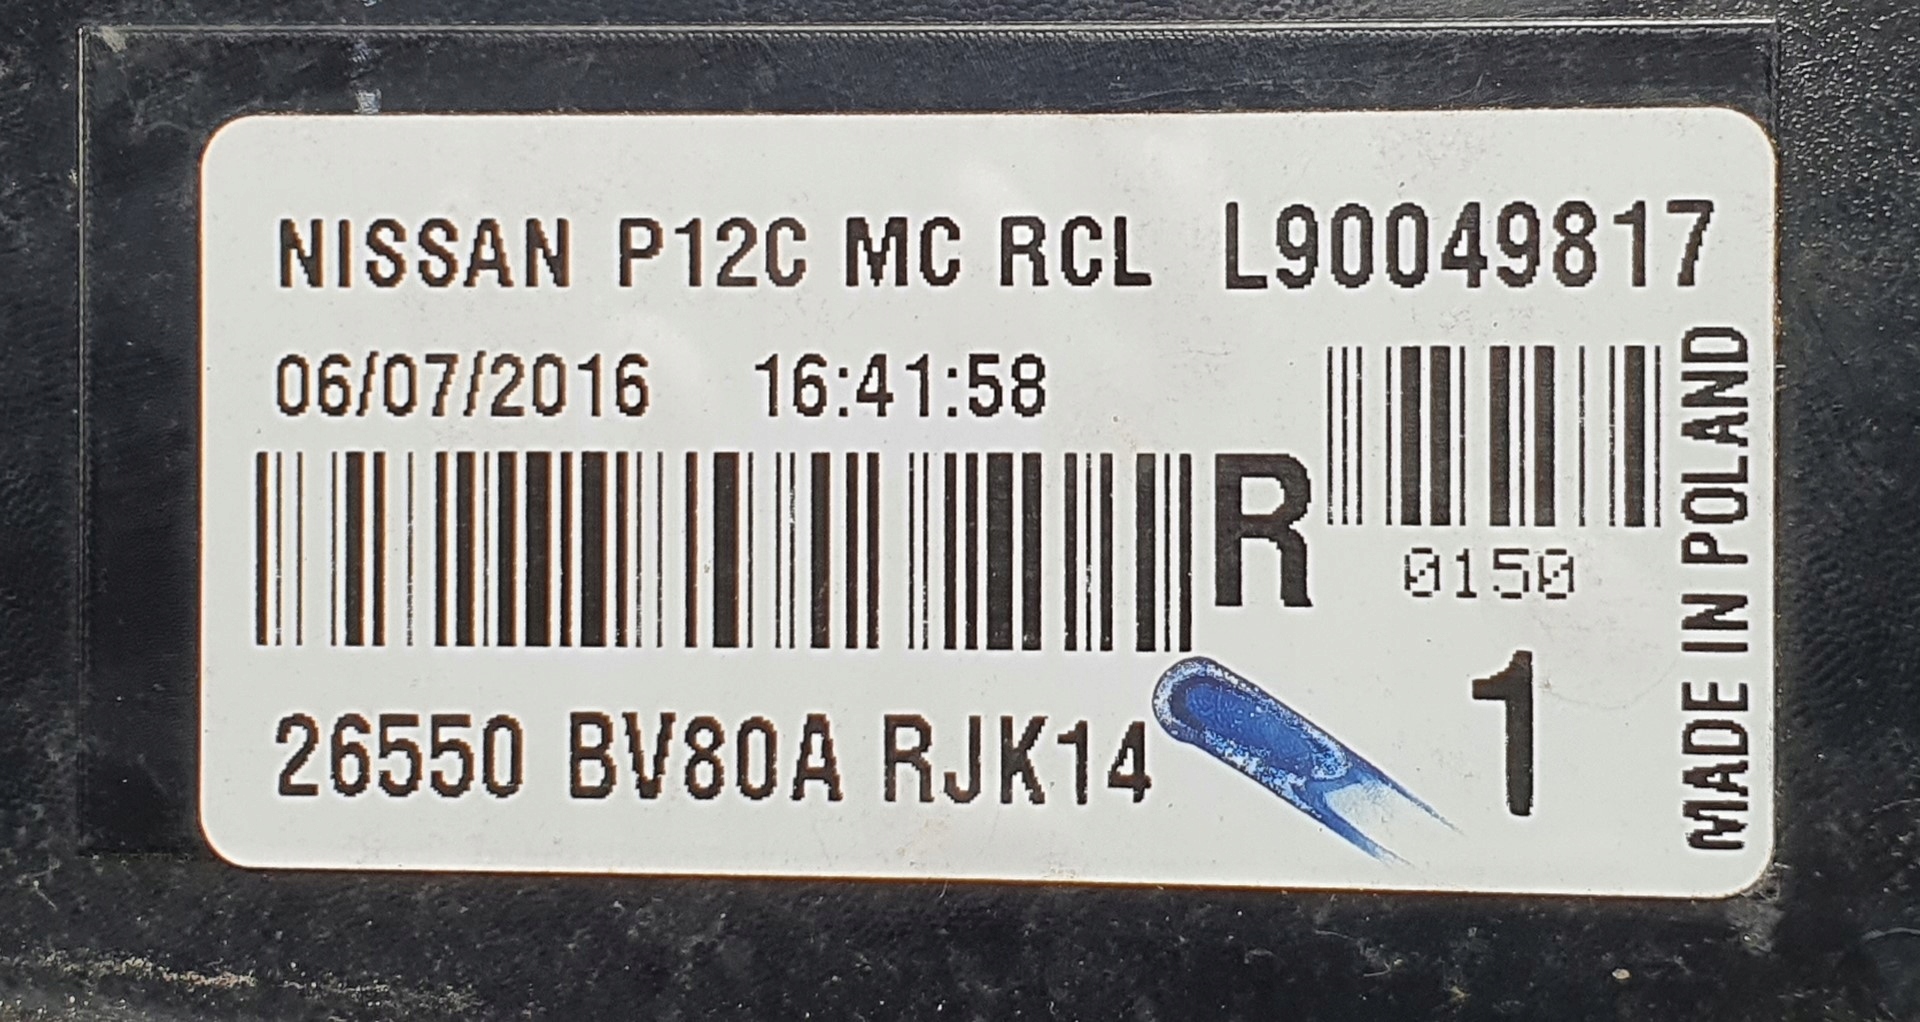 NISSAN P12C MC RCL L90049817
06/07/2016 16:41:58
R
0150
1
26550 BV80A RJK14
MADE IN POLAND